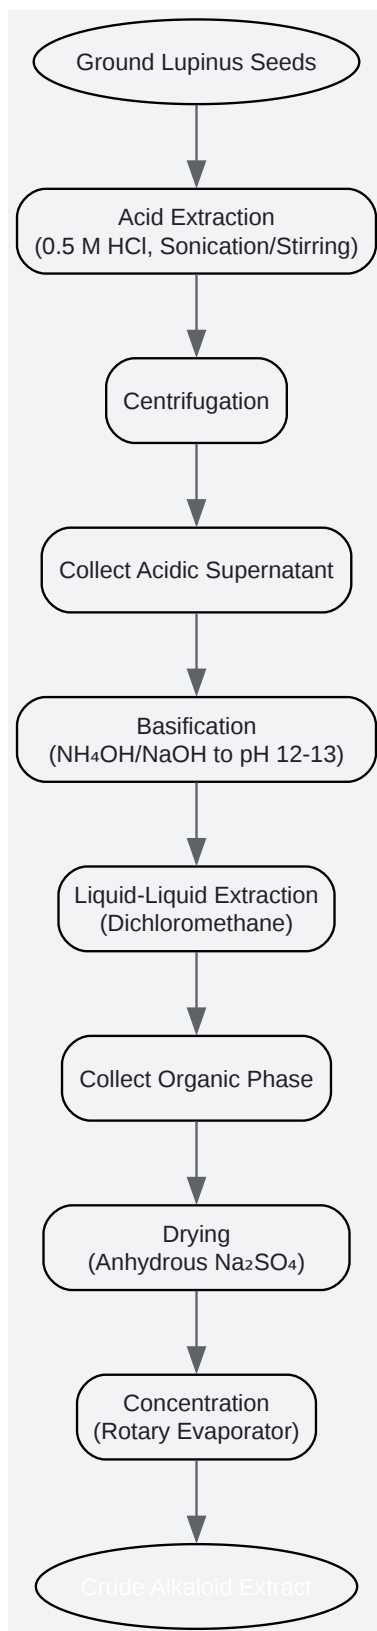 Ground Lupinus Seeds
Acid Extraction
(0.5 M HCl, Sonication/Stirring)
Centrifugation
Collect Acidic Supernatant
Basification
(NH₄OH/NaOH to pH 12-13)
Liquid-Liquid Extraction
(Dichloromethane)
Collect Organic Phase
Drying
(Anhydrous Na₂SO₄)
Concentration
(Rotary Evaporator)
Crude Alkaloid Extract